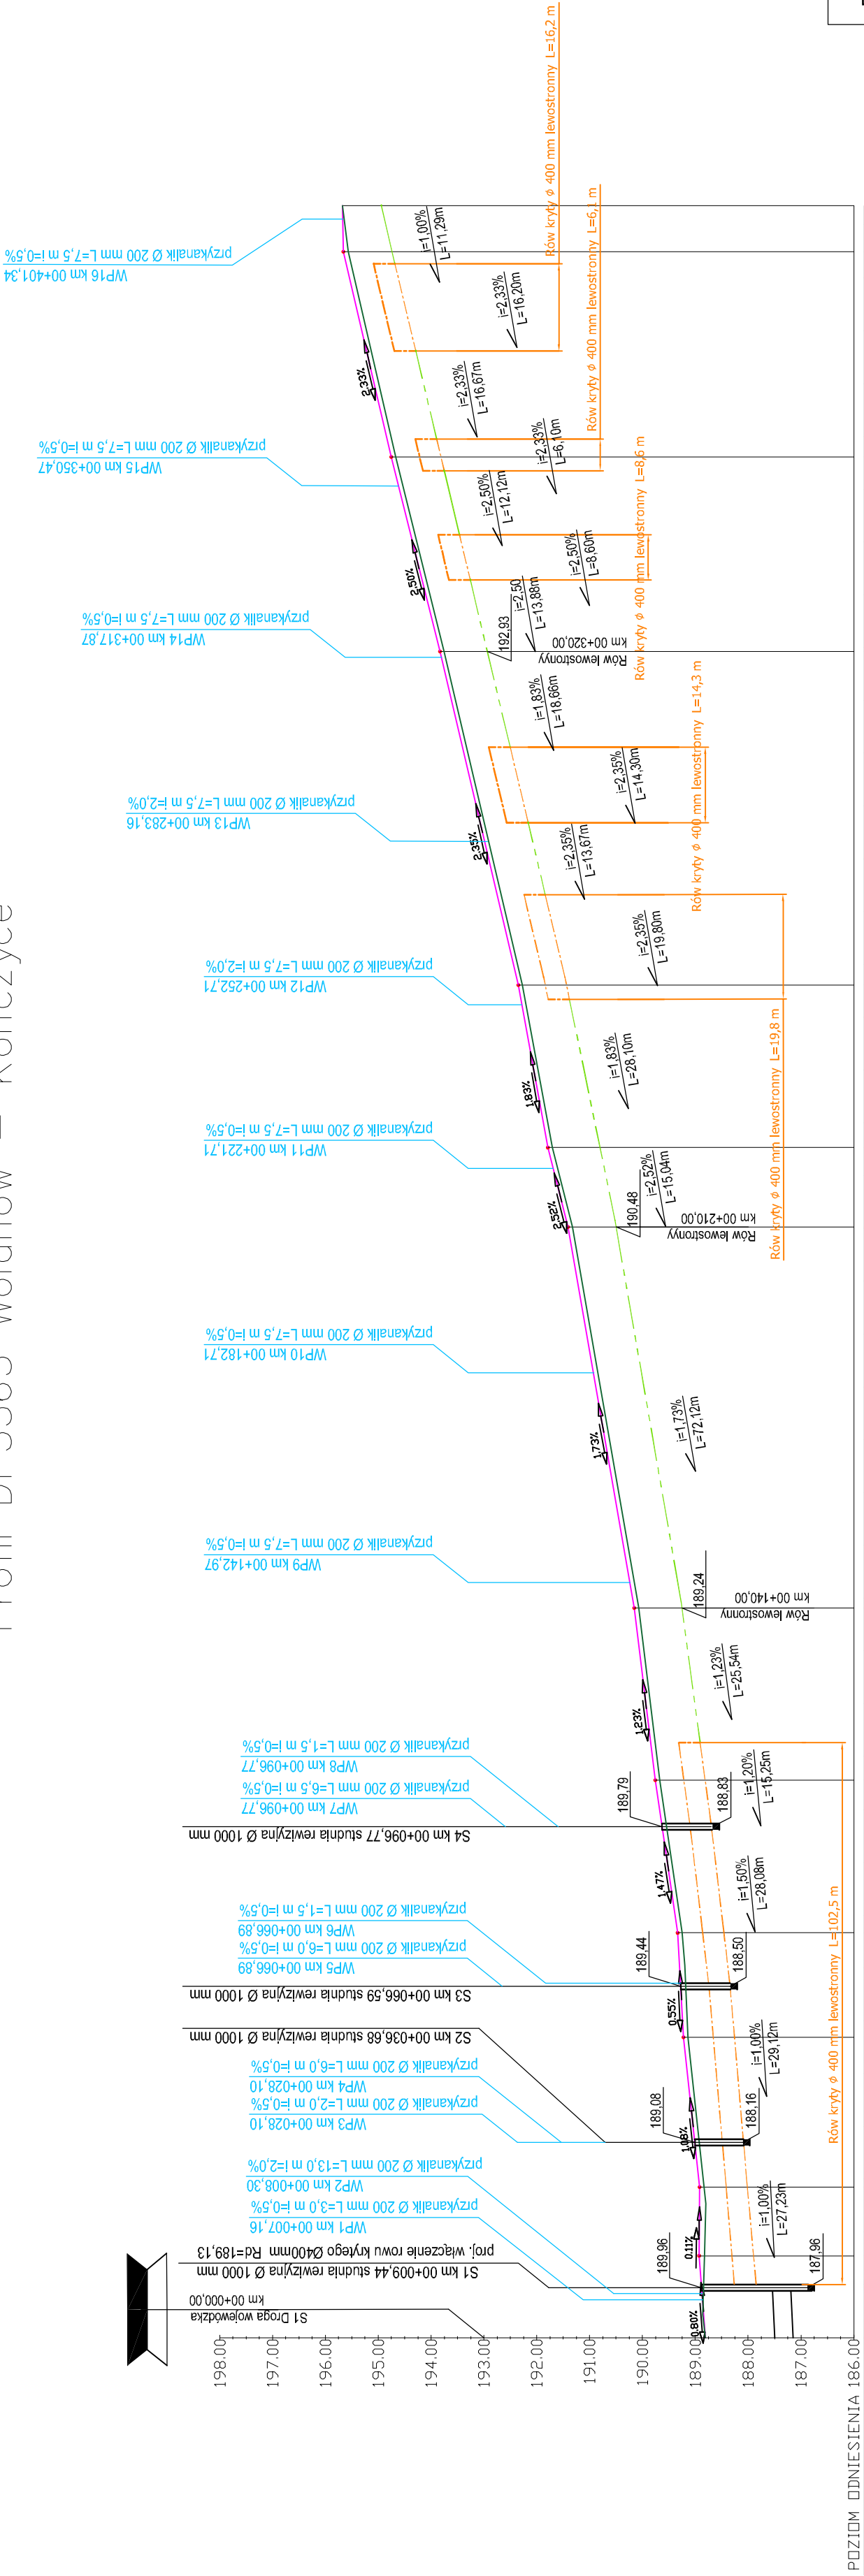 Profil DP 3565 Wolanów – Kończyce
WP16 km 00+401,34
przykanalik Ø 200 mm L=7,5 m i=0,5%
WP15 km 00+350,47
przykanalik Ø 200 mm L=7,5 m i=0,5%
WP14 km 00+317,87
przykanalik Ø 200 mm L=7,5 m i=0,5%
WP13 km 00+283,16
przykanalik Ø 200 mm L=7,5 m i=2,0%
WP12 km 00+252,71
przykanalik Ø 200 mm L=7,5 m i=2,0%
WP11 km 00+221,71
przykanalik Ø 200 mm L=7,5 m i=0,5%
WP10 km 00+182,71
przykanalik Ø 200 mm L=7,5 m i=0,5%
WP9 km 00+142,97
przykanalik Ø 200 mm L=7,5 m i=0,5%
WP8 km 00+096,77
przykanalik Ø 200 mm L=1,5 m i=0,5%
WP7 km 00+096,77
przykanalik Ø 200 mm L=6,5 m i=0,5%
S4 km 00+096,77 studnia rewizyjna Ø 1000 mm
WP6 km 00+066,89
przykanalik Ø 200 mm L=1,5 m i=0,5%
WP5 km 00+066,89
przykanalik Ø 200 mm L=6,0 m i=0,5%
S3 km 00+066,59 studnia rewizyjna Ø 1000 mm
S2 km 00+036,68 studnia rewizyjna Ø 1000 mm
WP4 km 00+028,10
przykanalik Ø 200 mm L=6,0 m i=0,5%
WP3 km 00+028,10
przykanalik Ø 200 mm L=2,0 m i=0,5%
WP2 km 00+008,30
przykanalik Ø 200 mm L=13,0 m i=2,0%
WP1 km 00+007,16
przykanalik Ø 200 mm L=3,0 m i=0,5%
proj. włączenie rowu krytego Ø400mm Rd=189,13
S1 km 00+009,44 studnia rewizyjna Ø 1000 mm
S1 Droga wojewódzka
km 00+000,00
198.00
197.00
196.00
195.00
194.00
193.00
192.00
191.00
190.00
189.00
188.00
187.00
186.00
POZIOM ODNIESIENIA
0.80%
0.11%
1.08%
0.55%
1.47%
1.23%
1.73%
2.52%
1.83%
2.35%
2.50%
2.33%
189,96
187,96
189,08
188,16
189,44
188,50
189,79
188,83
189,24
Rów lewostronny
km 00+140,00
190,48
Rów lewostronny
km 00+210,00
192,93
Rów lewostronny
km 00+320,00
i=1,00%
L=27,23m
i=1,00%
L=29,12m
i=1,50%
L=28,08m
i=1,20%
L=15,25m
i=1,23%
L=25,54m
i=1,73%
L=72,12m
i=2,52%
L=15,04m
i=1,83%
L=28,10m
i=2,35%
L=19,80m
i=2,35%
L=13,67m
i=2,35%
L=14,30m
i=1,83%
L=18,66m
i=2,50
L=13,88m
i=2,50%
L=8,60m
i=2,50%
L=12,12m
i=2,33%
L=6,10m
i=2,33%
L=16,67m
i=2,33%
L=16,20m
i=1,00%
L=11,29m
Rów kryty ϕ 400 mm lewostronny L=102,5 m
Rów kryty ϕ 400 mm lewostronny L=19,8 m
Rów kryty ϕ 400 mm lewostronny L=14,3 m
Rów kryty ϕ 400 mm lewostronny L=8,6 m
Rów kryty ϕ 400 mm lewostronny L=6,1 m
Rów kryty ϕ 400 mm lewostronny L=16,2 m